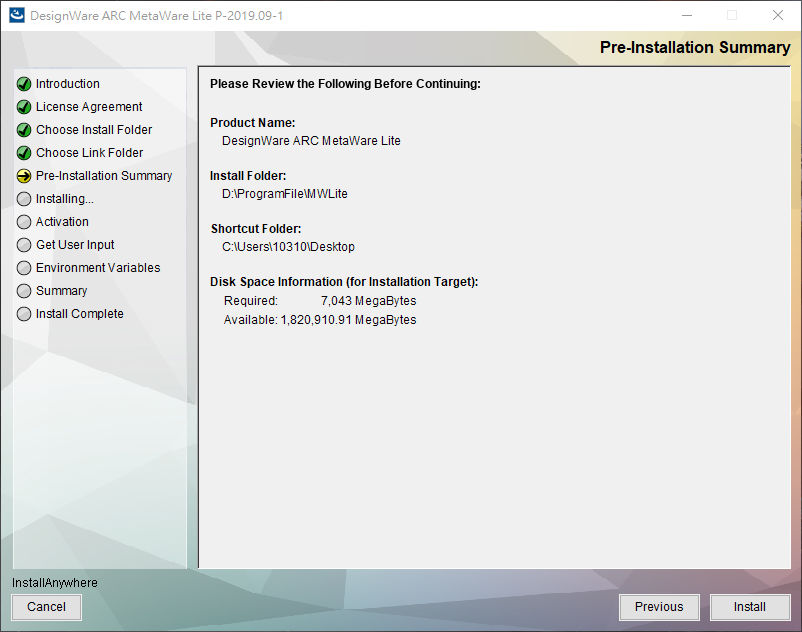 DesignWare ARC MetaWare Lite P-2019.09-1
Pre-Installation Summary
Introduction
License Agreement
Choose Install Folder
Choose Link Folder
Pre-Installation Summary
Installing...
Activation
Get User Input
Environment Variables
Summary
Install Complete
Please Review the Following Before Continuing:
Product Name:
DesignWare ARC MetaWare Lite
Install Folder:
D:\ProgramFile\MWLite
Shortcut Folder:
C:\Users\10310\Desktop
Disk Space Information (for Installation Target):
Required: 7,043 MegaBytes
Available: 1,820,910.91 MegaBytes
InstallAnywhere
Cancel
Previous
Install